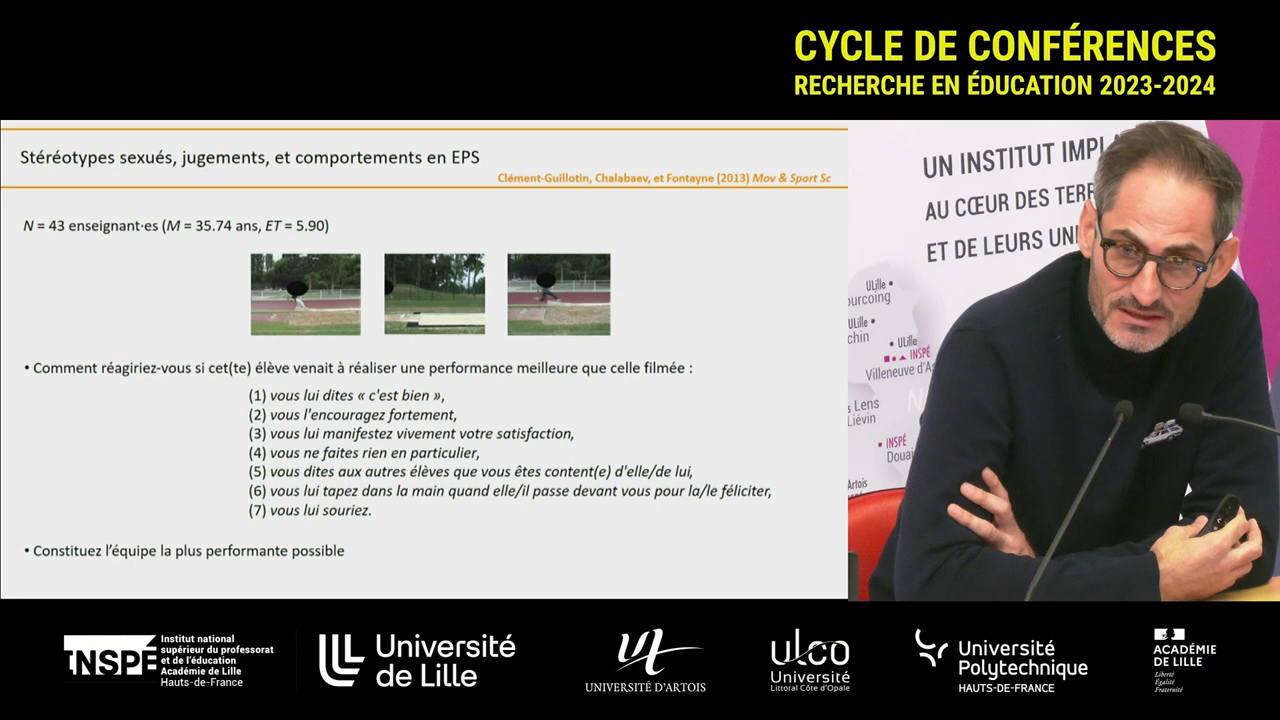 CYCLE DE CONFÉRENCES
RECHERCHE EN ÉDUCATION 2023-2024
Stéréotypes sexués, jugements, et comportements en EPS
Clément-Guillotin, Chalabaev, et Fontayne (2013) Mov & Sport Sc
N = 43 enseignant·es (M = 35.74 ans, ET = 5.90)
• Comment réagiriez-vous si cet(te) élève venait à réaliser une performance meilleure que celle filmée :
(1) vous lui dites « c'est bien »,
(2) vous l'encouragez fortement,
(3) vous lui manifestez vivement votre satisfaction,
(4) vous ne faites rien en particulier,
(5) vous dites aux autres élèves que vous êtes content(e) d'elle/de lui,
(6) vous lui tapez dans la main quand elle/il passe devant vous pour la/le féliciter,
(7) vous lui souriez.
• Constituez l'équipe la plus performante possible
UN INSTITUT IMPLA
AU CŒUR DES TERR
ET DE LEURS UNI
ULille
ourcoing
ULille
chin
ULille
INSPÉ
Villeneuve d'As
Lens
Liévin
INSPÉ
Douai
Artois
INSPÉ
Institut national
supérieur du professorat
et de l'éducation
Académie de Lille
Hauts-de-France
Université
de Lille
UNIVERSITÉ D'ARTOIS
ulco
Université
Littoral Côte d'Opale
Université
Polytechnique
HAUTS-DE-FRANCE
ACADÉMIE
DE LILLE
Liberté
Égalité
Fraternité